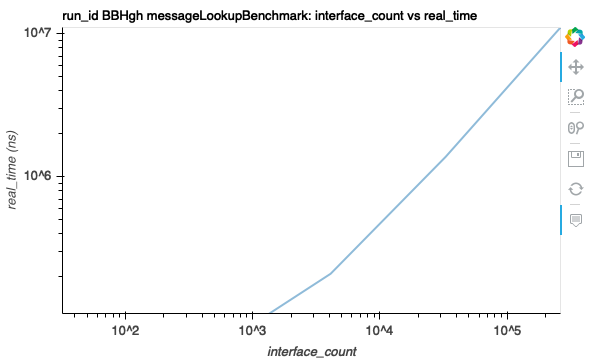 run_id BBHgh messageLookupBenchmark: interface_count vs real_time
10^7
10^6
real_time (ns)
10^2
10^3
10^4
10^5
interface_count